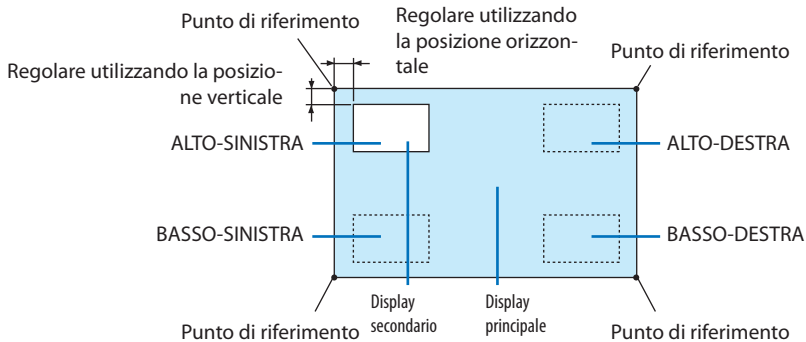 Punto di riferimento
Regolare utilizzando
la posizione orizzon-
tale
Punto di riferimento
Regolare utilizzando la posizio-
ne verticale
ALTO-SINISTRA
ALTO-DESTRA
BASSO-SINISTRA
BASSO-DESTRA
Display
secondario
Display
principale
Punto di riferimento
Punto di riferimento